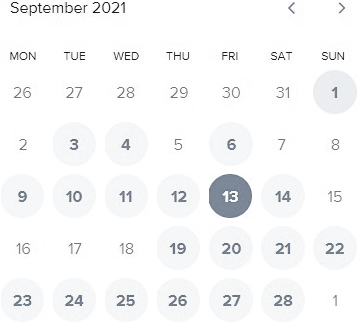 September 2021
MON TUE WED THU FRI SAT SUN
26 27 28 29 30 31 1
2 3 4 5 6 7 8
9 10 11 12 13 14 15
16 17 18 19 20 21 22
23 24 25 26 27 28 1